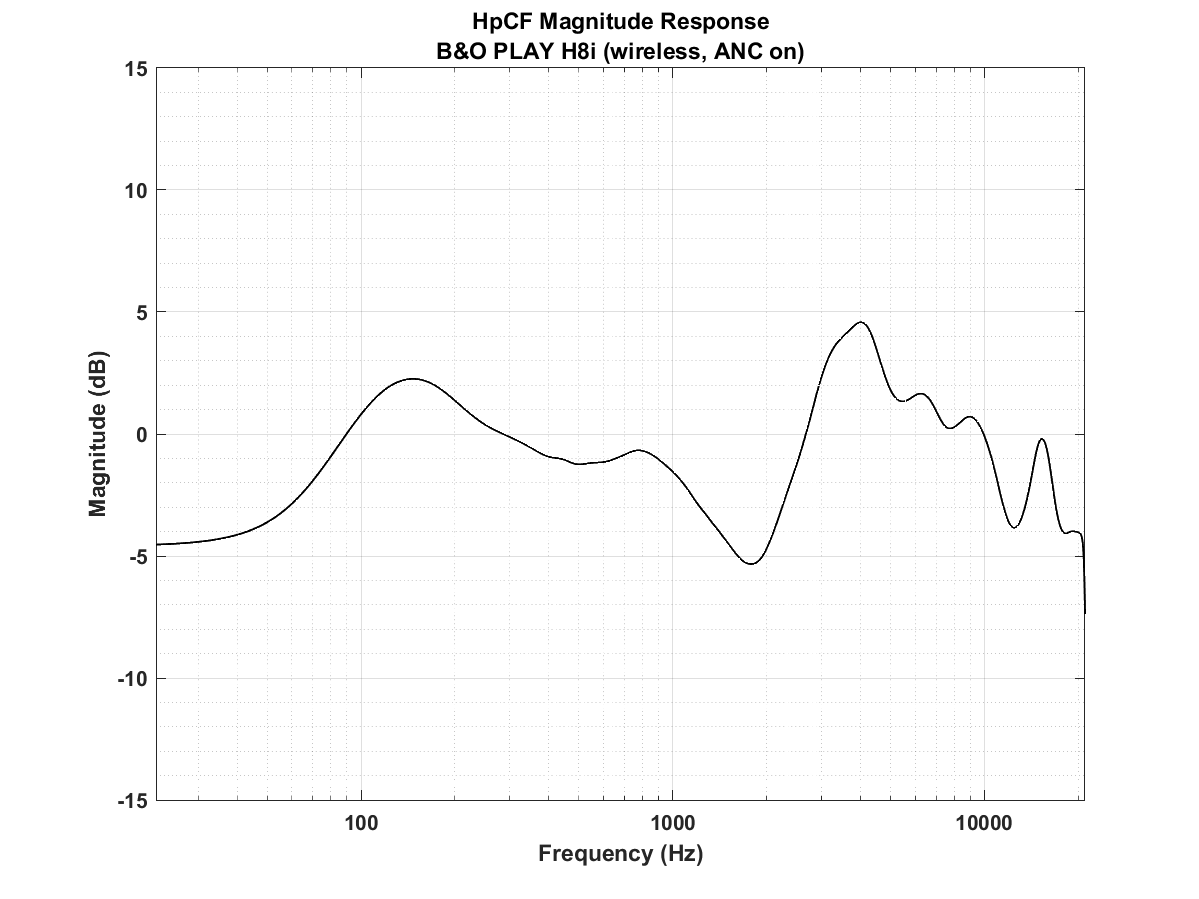 HpCF Magnitude Response
B&O PLAY H8i (wireless, ANC on)
15
10
5
0
-5
-10
-15
Magnitude (dB)
100
1000
10000
Frequency (Hz)